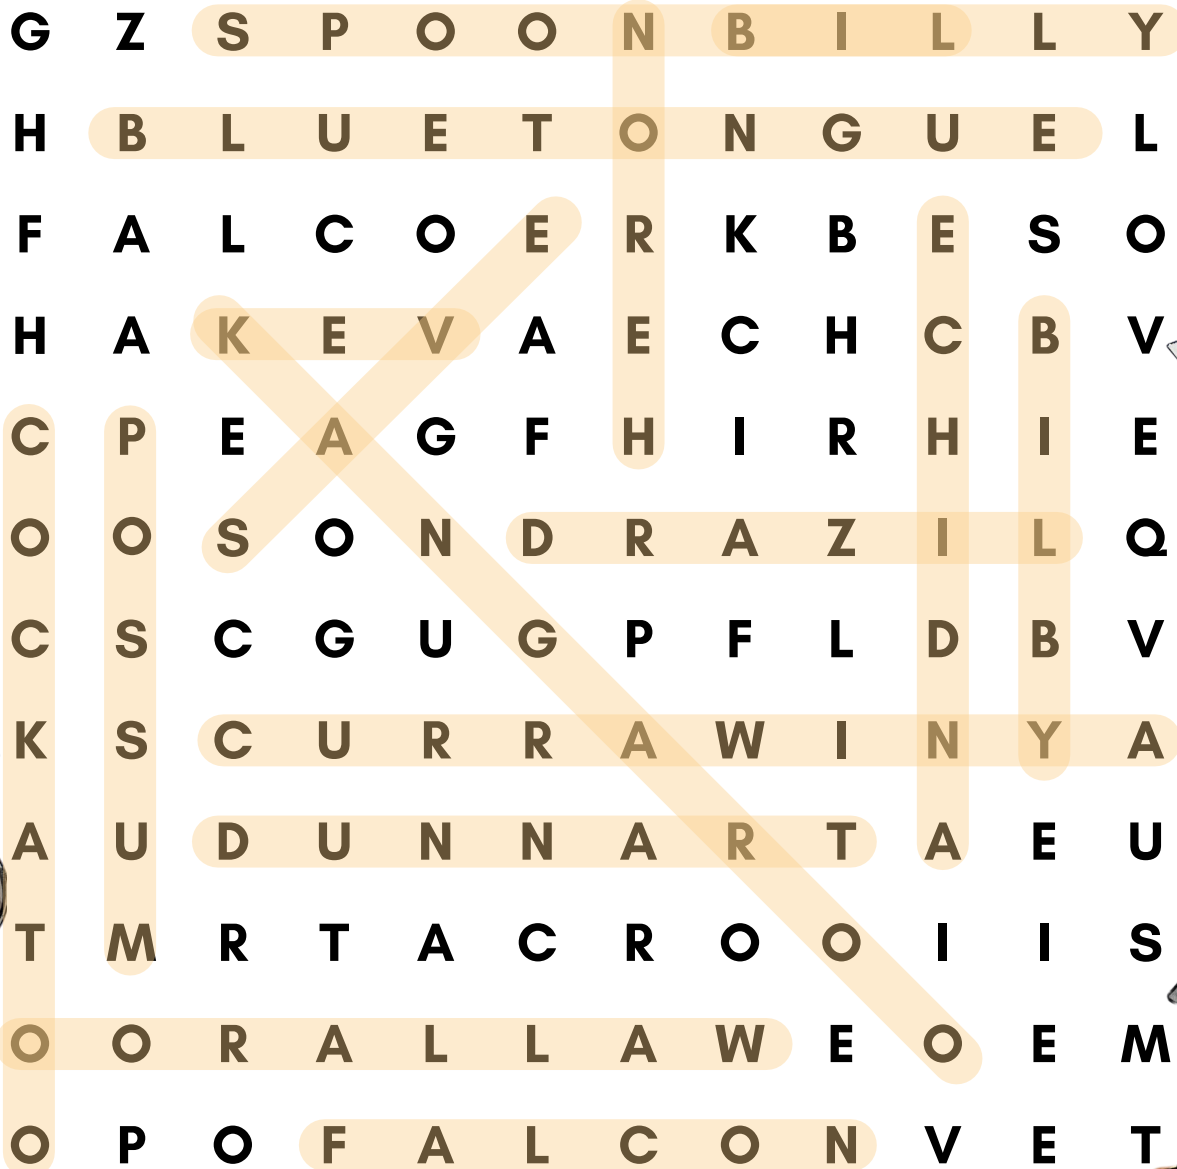 G Z S P O O N B I L L Y
H B L U E T O N G U E L
F A L C O E R K B E S O
H A K E V A E C H C B V
C P E A G F H I R H I E
O O S O N D R A Z I L Q
C S C G U G P F L D B V
K S C U R R A W I N Y A
A U D U N N A R T A E U
T M R T A C R O O I I S
O O R A L L A W E O E M
O P O F A L C O N V E T